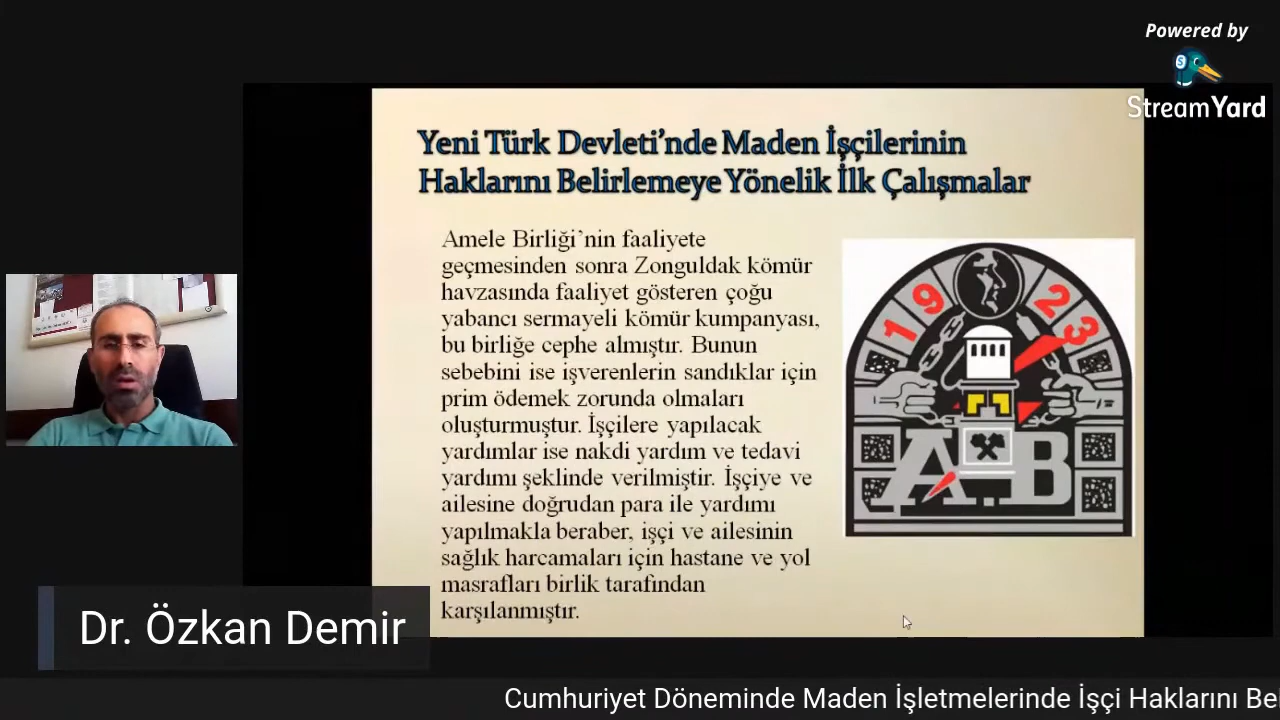 Powered by
StreamYard
Yeni Türk Devleti’nde Maden İşçilerinin
Haklarını Belirlemeye Yönelik İlk Çalışmalar
Amele Birliği’nin faaliyete
geçmesinden sonra Zonguldak kömür
havzasında faaliyet gösteren çoğu
yabancı sermayeli kömür kumpanyası,
bu birliğe cephe almıştır. Bunun
sebebini ise işverenlerin sandıklar için
prim ödemek zorunda olmaları
oluşturmuştur. İşçilere yapılacak
yardımlar ise nakdi yardım ve tedavi
yardımı şeklinde verilmiştir. İşçiye ve
ailesine doğrudan para ile yardımı
yapılmakla beraber, işçi ve ailesinin
sağlık harcamaları için hastane ve yol
masrafları birlik tarafından
karşılanmıştır.
1923
AB
Dr. Özkan Demir
Cumhuriyet Döneminde Maden İşletmelerinde İşçi Haklarını Be